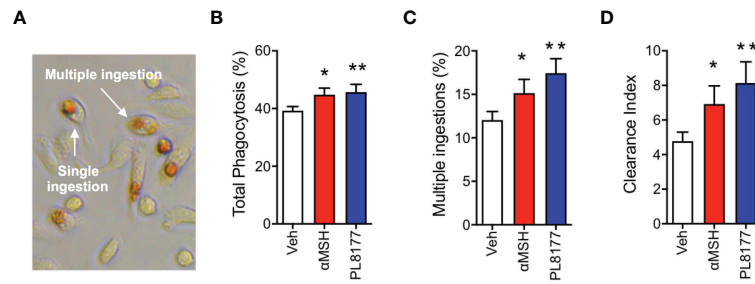 A
Multiple ingestion
Single
ingestion
B
Total Phagocytosis (%)
60
40
20
0
*
**
Veh
αMSH
PL8177
C
Multiple ingestions (%)
20
15
10
5
0
*
**
Veh
αMSH
PL8177
D
Clearance Index
10
8
6
4
2
0
*
**
Veh
αMSH
PL8177